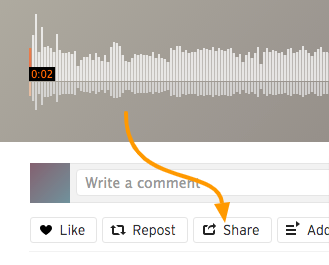 0:02
Write a comment
Like Repost Share Add